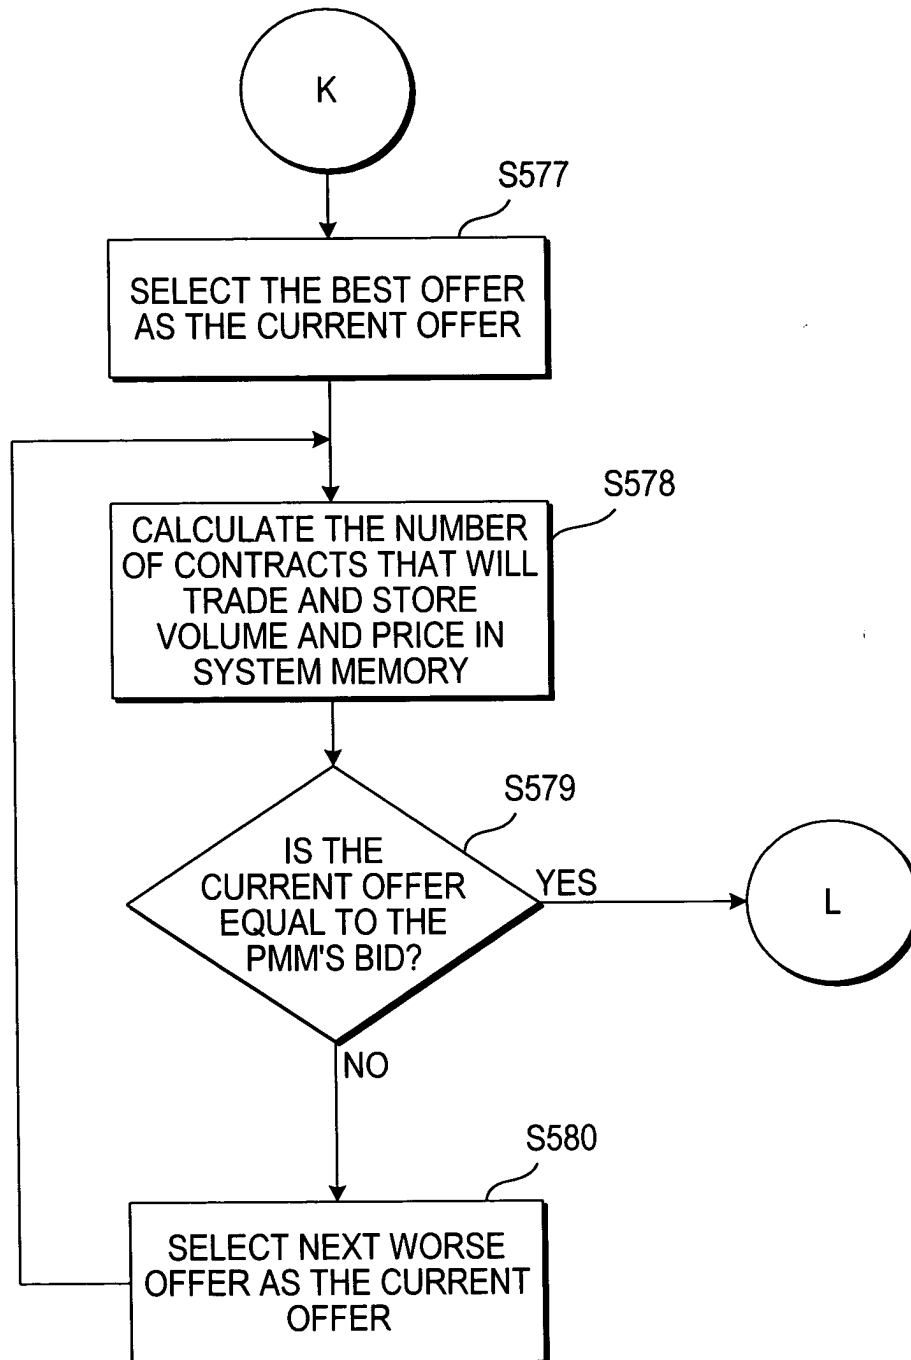 K
S577
SELECT THE BEST OFFER
AS THE CURRENT OFFER
S578
CALCULATE THE NUMBER
OF CONTRACTS THAT WILL
TRADE AND STORE
VOLUME AND PRICE IN
SYSTEM MEMORY
S579
IS THE
CURRENT OFFER
EQUAL TO THE
PMM'S BID?
YES
L
NO
S580
SELECT NEXT WORSE
OFFER AS THE CURRENT
OFFER